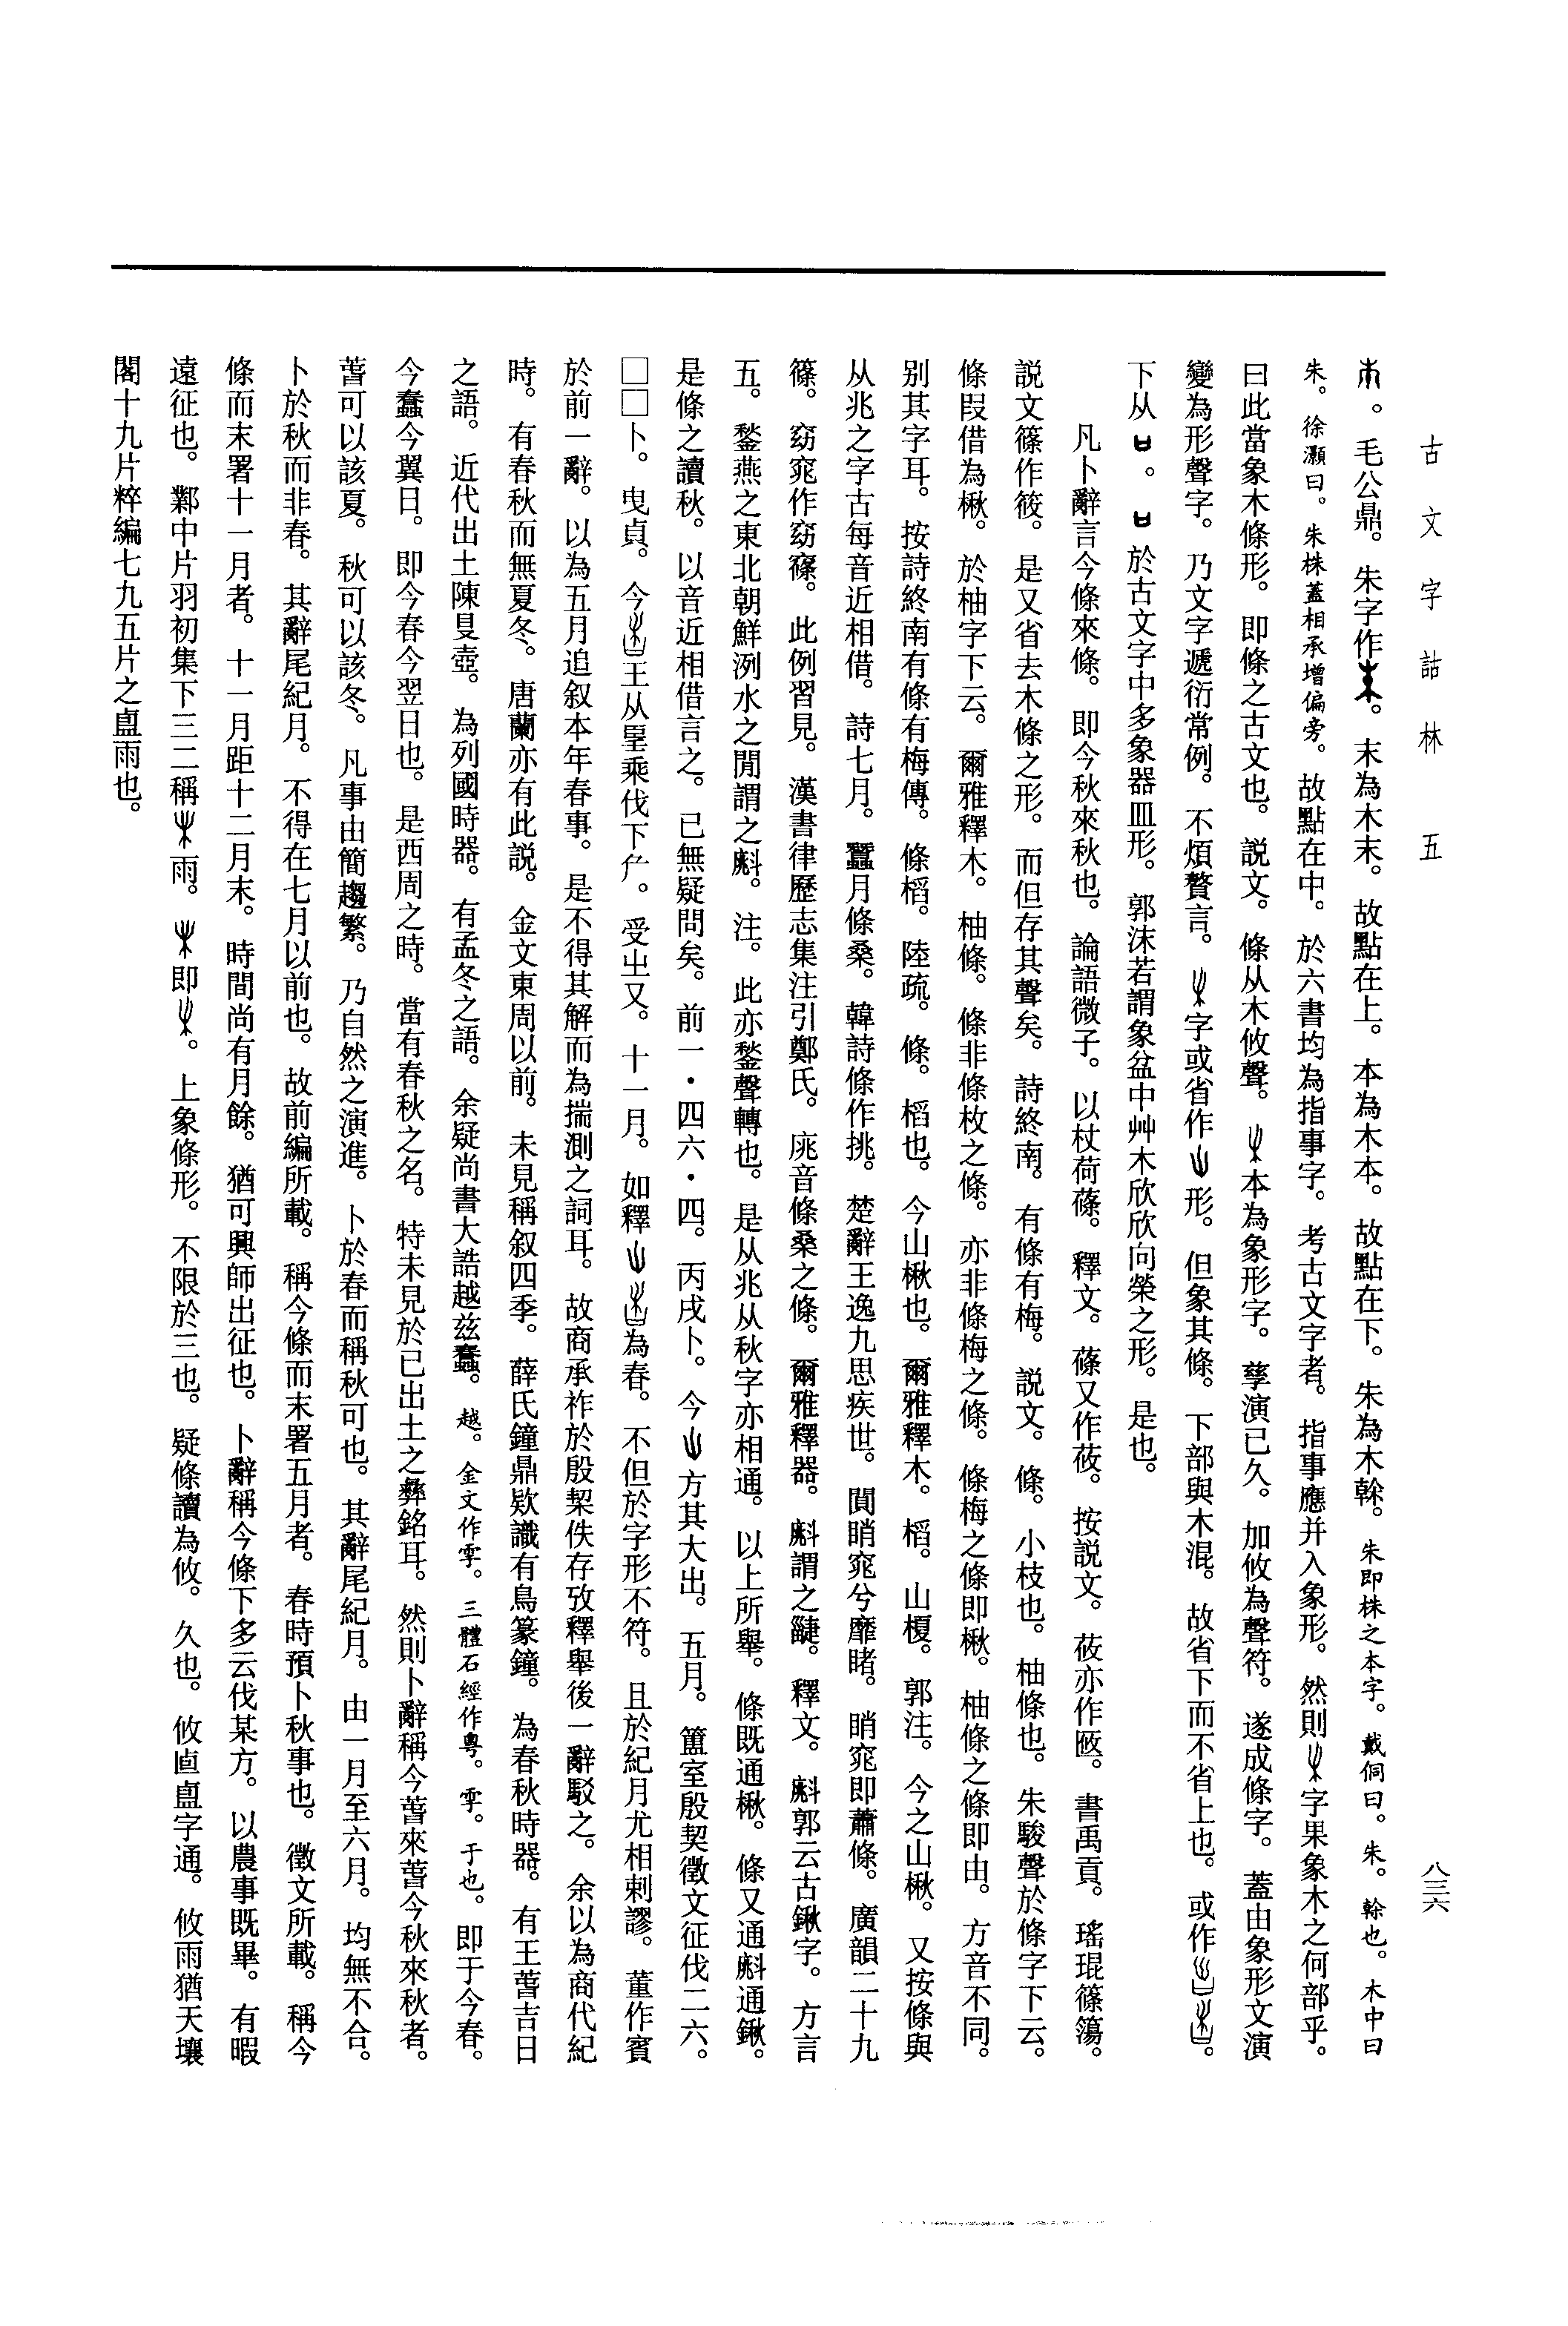 古文字詁林 五
八三六
。毛公鼎。朱字作。末為木末。故點在上。本為木本。故點在下。朱為木榦。朱即株之本字。戴侗曰。朱。榦也。木中曰
朱。徐灝曰。朱株蓋相承增偏旁。故點在中。於六書均為指事字。考古文字者。指事應并入象形。然則字果象木之何部乎。
曰此當象木條形。即條之古文也。説文。條从木攸聲。本為象形字。孳演已久。加攸為聲符。遂成條字。蓋由象形文演
變為形聲字。乃文字遞衍常例。不煩贅言。字或省作形。但象其條。下部與木混。故省下而不省上也。或作。
下从。於古文字中多象器皿形。郭沫若謂象盆中艸木欣欣向榮之形。是也。
凡卜辭言今條來條。即今秋來秋也。論語微子。以杖荷蓧。釋文。蓧又作莜。按説文。莜亦作匧。書禹貢。瑤琨篠簜。
説文篠作筱。是又省去木條之形。而但存其聲矣。詩終南。有條有梅。説文。條。小枝也。柚條也。朱駿聲於條字下云。
條叚借為楸。於柚字下云。爾雅釋木。柚條。條非條枚之條。亦非條梅之條。條梅之條即楸。柚條之條即由。方音不同。
別其字耳。按詩終南有條有梅傳。條槄。陸疏。條。槄也。今山楸也。爾雅釋木。槄。山榎。郭注。今之山楸。又按條與
从兆之字古每音近相借。詩七月。蠶月條桑。韓詩條作挑。楚辭王逸九思疾世。閴睄窕兮靡睹。睄窕即蕭條。廣韻二十九
篠。窈窕作窈窱。此例習見。漢書律歷志集注引鄭氏。庣音條桑之條。爾雅釋器。㪿謂之疀。釋文。㪿郭云古鍬字。方言
五。鍫燕之東北朝鮮洌水之閒謂之㪿。注。此亦鍫聲轉也。是从兆从秋字亦相通。以上所舉。條既通楸。條又通㪿通鍬。
是條之讀秋。以音近相借言之。已無疑問矣。前一・四六・四。丙戌卜。今方其大出。五月。簠室殷契徵文征伐二六。
□□卜。曳貞。今王从𦣠乘伐下𠂤。受㞢又。十一月。如釋為春。不但於字形不符。且於紀月尤相剌謬。董作賓
於前一辭。以為五月追叙本年春事。是不得其解而為揣測之詞耳。故商承祚於殷契佚存攷釋舉後一辭駁之。余以為商代紀
時。有春秋而無夏冬。唐蘭亦有此説。金文東周以前。未見稱叙四季。薛氏鐘鼎欵識有鳥篆鐘。為春秋時器。有王萅吉日
之語。近代出土陳㝵壺。為列國時器。有孟冬之語。余疑尚書大誥越兹蠢。越。金文作雩。三體石經作粵。雩。于也。即于今春。
今蠢今翼日。即今春今翌日也。是西周之時。當有春秋之名。特未見於已出土之彝銘耳。然則卜辭稱今萅來萅今秋來秋者。
萅可以該夏。秋可以該冬。凡事由簡趨繁。乃自然之演進。卜於春而稱秋可也。其辭尾紀月。由一月至六月。均無不合。
卜於秋而非春。其辭尾紀月。不得在七月以前也。故前編所載。稱今條而末署五月者。春時預卜秋事也。徵文所載。稱今
條而末署十一月者。十一月距十二月末。時間尚有月餘。猶可興師出征也。卜辭稱今條下多云伐某方。以農事既畢。有暇
遠征也。鄴中片羽初集下三二稱雨。即。上象條形。不限於三也。疑條讀為攸。久也。攸卣𥁰字通。攸雨猶天壤
閣十九片粹編七九五片之𥁰雨也。